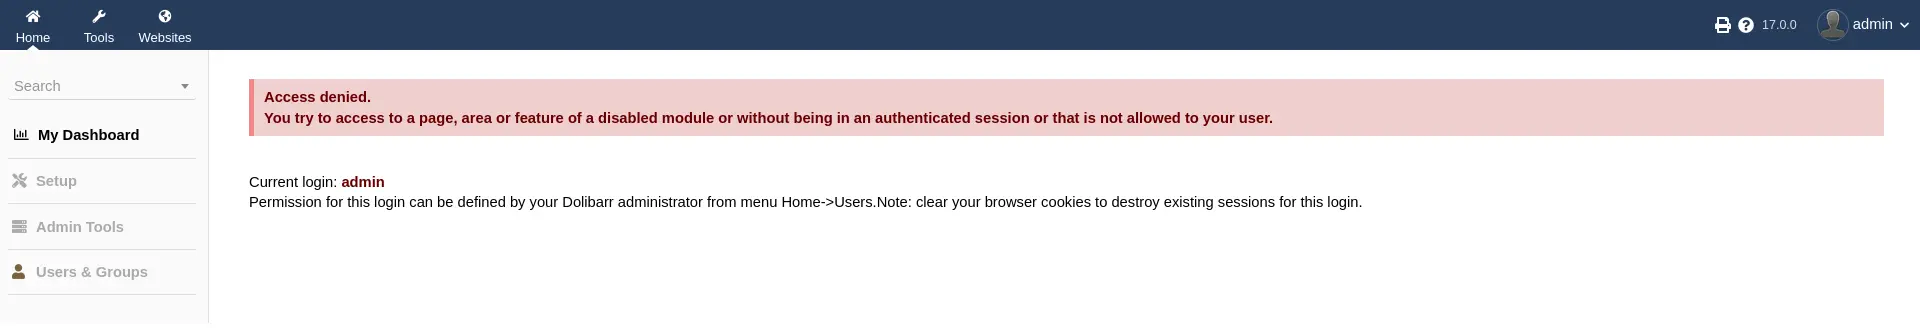 Home
Tools
Websites
17.0.0
admin
Search
My Dashboard
Setup
Admin Tools
Users & Groups
Access denied.
You try to access to a page, area or feature of a disabled module or without being in an authenticated session or that is not allowed to your user.
Current login: admin
Permission for this login can be defined by your Dolibarr administrator from menu Home->Users.Note: clear your browser cookies to destroy existing sessions for this login.